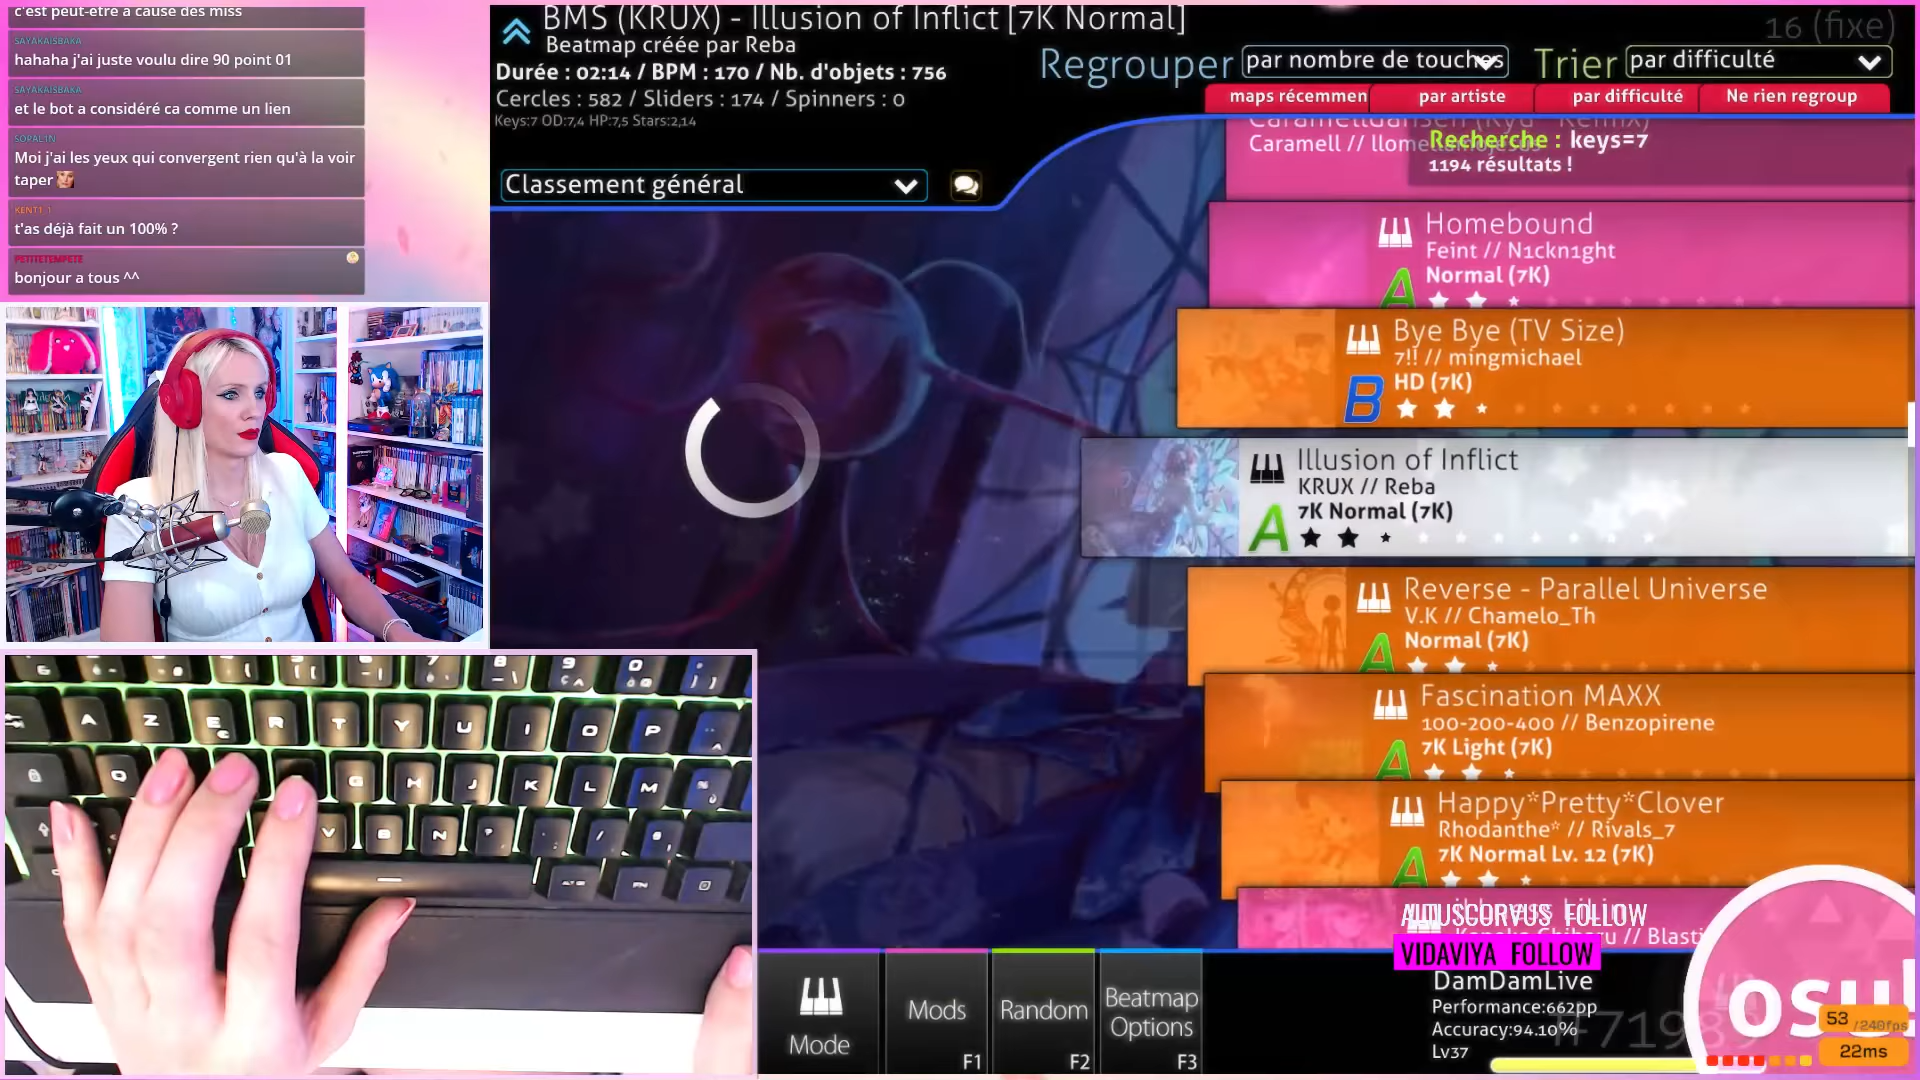 c'est peut-etre a cause des miss
SAYAKAISBAKA
hahaha j'ai juste voulu dire 90 point 01
SAYAKAISBAKA
et le bot a considéré ca comme un lien
SOPAL1N
Moi j'ai les yeux qui convergent rien qu'à la voir
taper
KENT1_1
t'as déjà fait un 100% ?
PETITETEMPETE
bonjour a tous ^^
BMS (KRUX) - Illusion of Inflict [7K Normal]
Beatmap créée par Reba
Durée : 02:14 / BPM : 170 / Nb. d'objets : 756
Cercles : 582 / Sliders : 174 / Spinners : 0
Keys:7 OD:7,4 HP:7,5 Stars:2,14
16 (fixe)
Regrouper
par nombre de touches
Trier
par difficulté
maps récemmen
par artiste
par difficulté
Ne rien regroup
Classement général
Recherche : keys=7
1194 résultats !
Caramell //
Homebound
Feint // N1ckn1ght
Normal (7K)
A
Bye Bye (TV Size)
7!! // mingmichael
HD (7K)
B
Illusion of Inflict
KRUX // Reba
7K Normal (7K)
A
Reverse - Parallel Universe
V.K // Chamelo_Th
Normal (7K)
A
Fascination MAXX
100-200-400 // Benzopirene
7K Light (7K)
A
Happy*Pretty*Clover
Rhodanthe* // Rivals_7
7K Normal Lv. 12 (7K)
A
FOLLOW
VIDAVIYA FOLLOW
Mode
Mods
F1
Random
F2
Beatmap
Options
F3
DamDamLive
Performance:662pp
Accuracy:94.10%
Lv37
osu!
53 /240fps
22ms
A Z E R T Y U I O P
Q G H J K L M
V B N